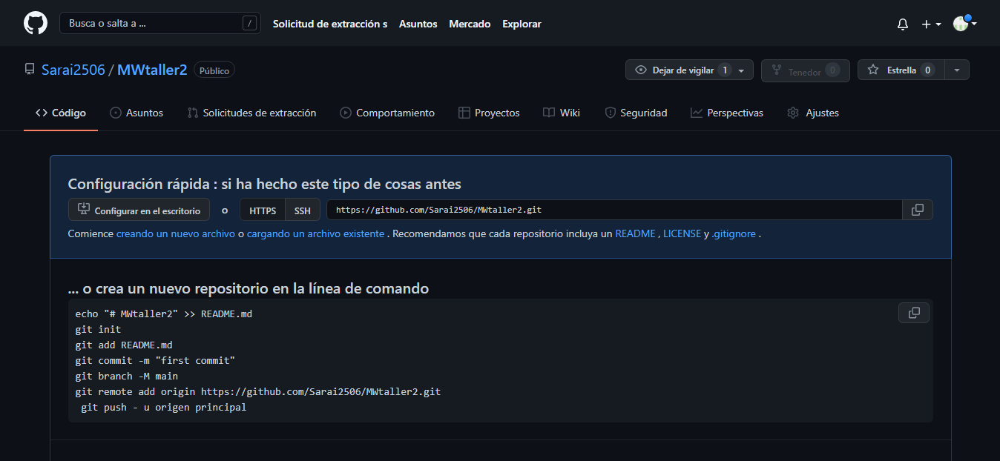 Busca o salta a ... /
Solicitud de extracción s Asuntos Mercado Explorar
Sarai2506 / MWtaller2 Público
Dejar de vigilar 1 Tenedor 0 Estrella 0
Código Asuntos Solicitudes de extracción Comportamiento Proyectos Wiki Seguridad Perspectivas Ajustes
Configuración rápida : si ha hecho este tipo de cosas antes
Configurar en el escritorio o HTTPS SSH https://github.com/Sarai2506/MWtaller2.git
Comience creando un nuevo archivo o cargando un archivo existente . Recomendamos que cada repositorio incluya un README , LICENSE y .gitignore .
... o crea un nuevo repositorio en la línea de comando
echo "# MWtaller2" >> README.md
git init
git add README.md
git commit -m "first commit"
git branch -M main
git remote add origin https://github.com/Sarai2506/MWtaller2.git
git push - u origen principal